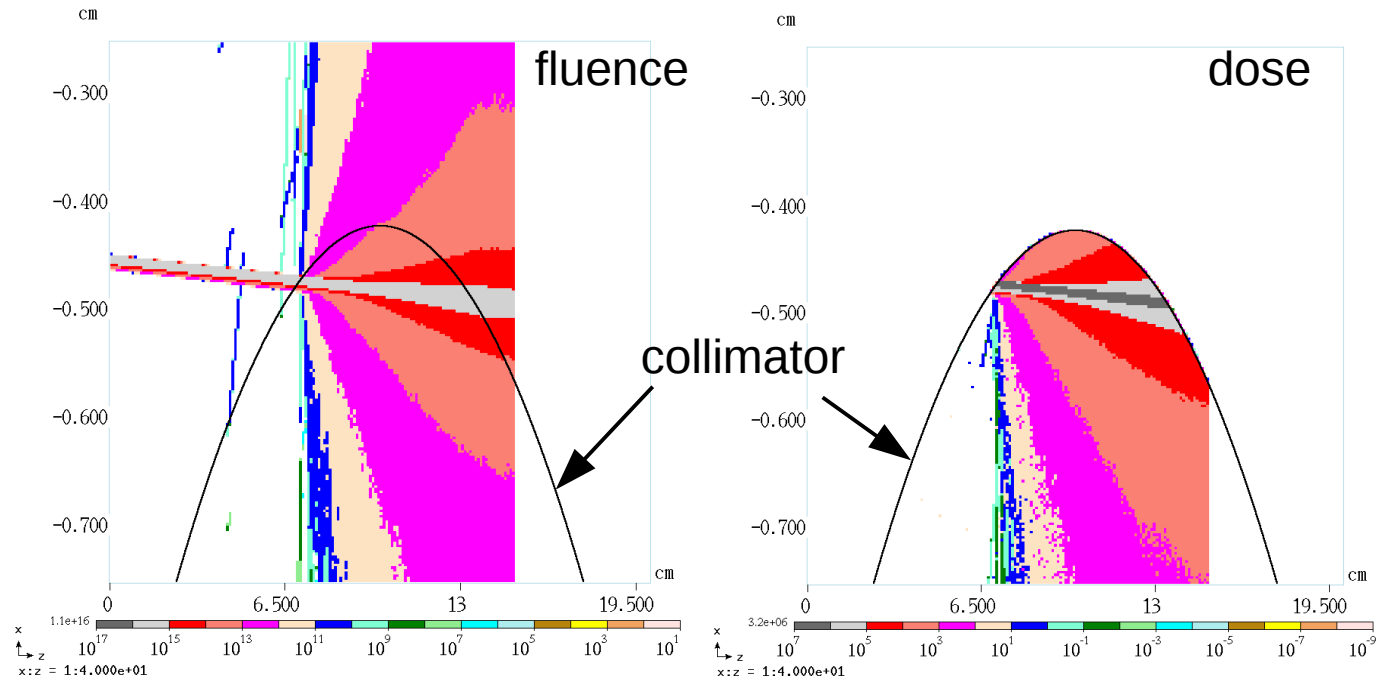 cm
fluence
-0.300
-0.400
-0.500
-0.600
-0.700
cm
0
6.500
13
19.500
1.1e+16
10^17
10^15
10^13
10^11
10^9
10^7
10^5
10^3
10^1
x
z
x:z = 1:4.000e+01
collimator
cm
dose
-0.300
-0.400
-0.500
-0.600
-0.700
cm
0
6.500
13
19.500
3.2e+06
10^7
10^5
10^3
10^1
10^-1
10^-3
10^-5
10^-7
10^-9
x
z
x:z = 1:4.000e+01